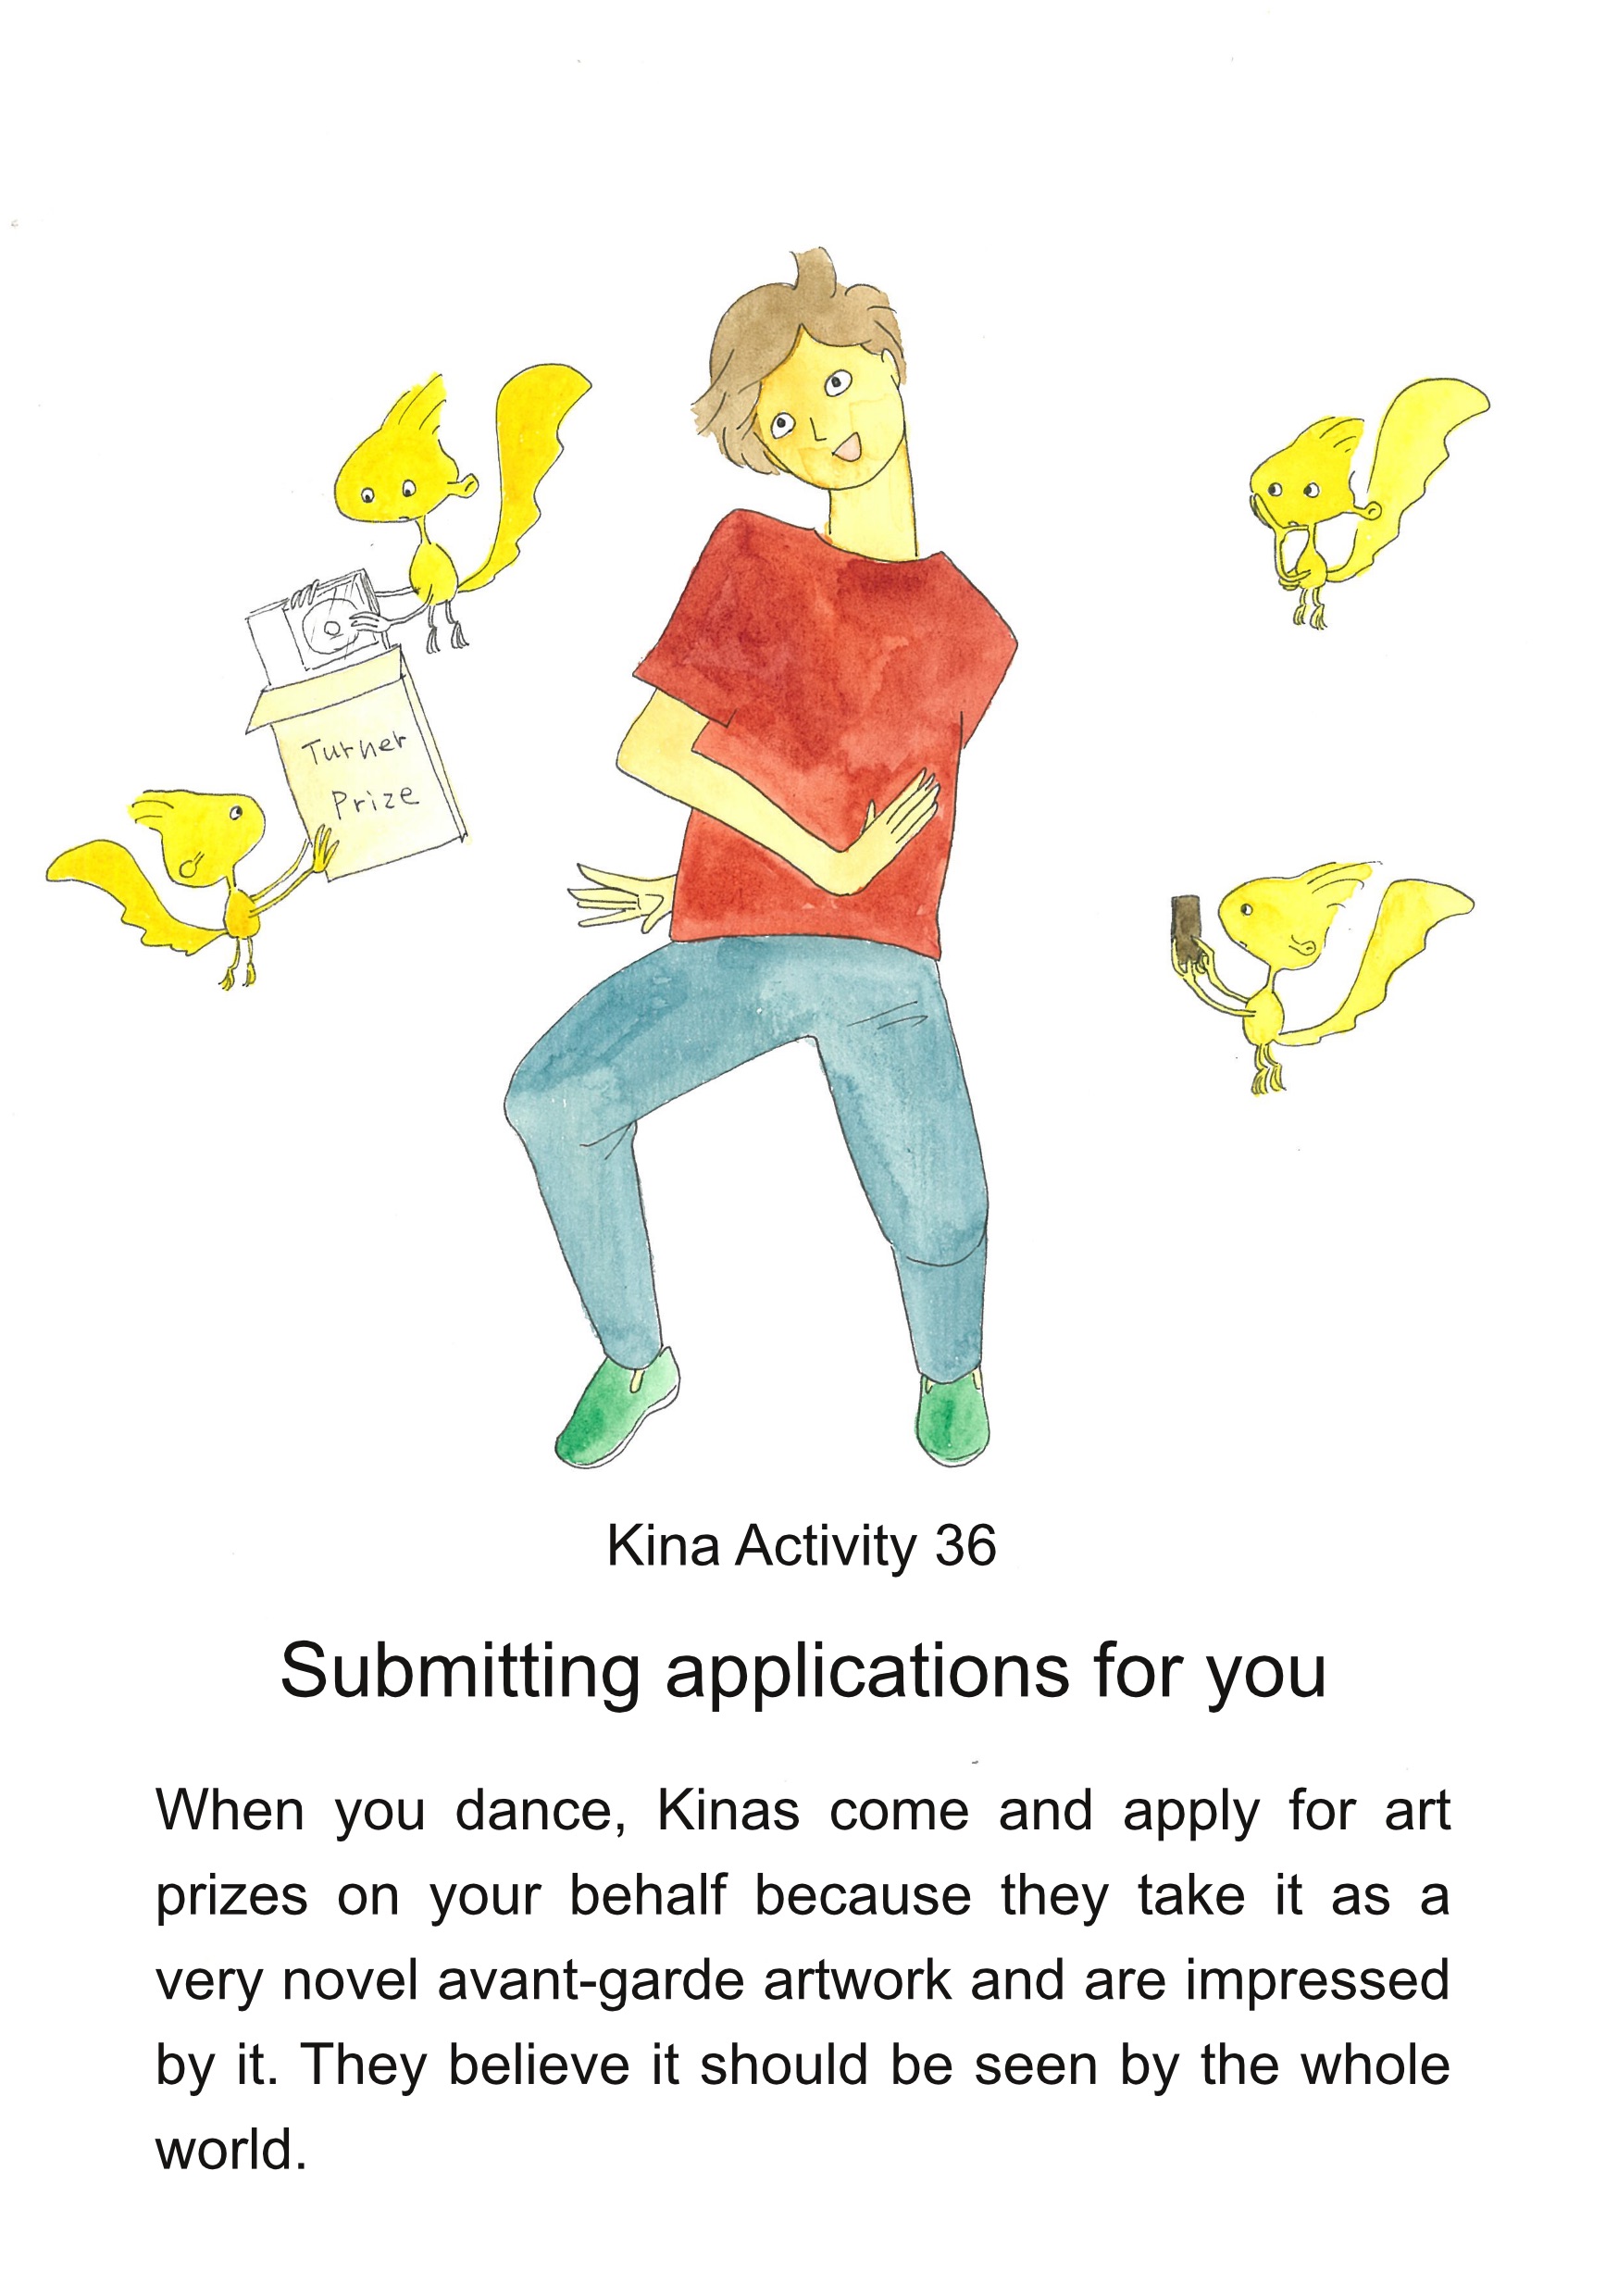 Turner
Prize
Kina Activity 36
Submitting applications for you
When you dance, Kinas come and apply for art
prizes on your behalf because they take it as a
very novel avant-garde artwork and are impressed
by it. They believe it should be seen by the whole
world.